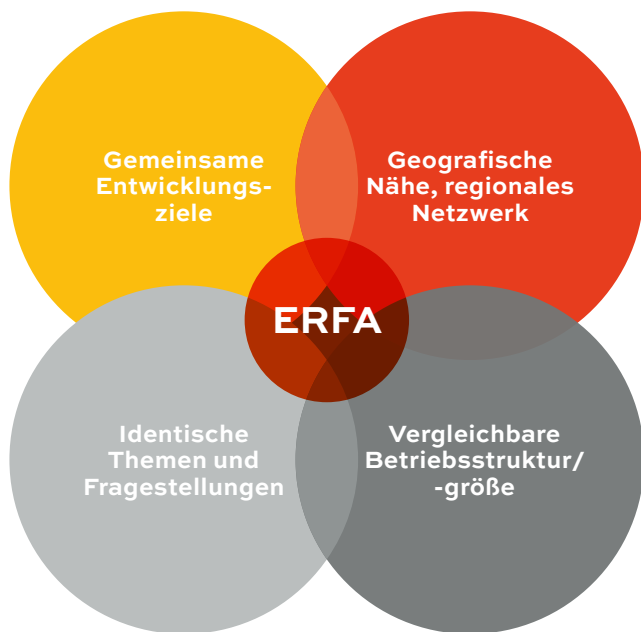 Gemeinsame
Entwicklungs-
ziele
Geografische
Nähe, regionales
Netzwerk
ERFA
Identische
Themen und
Fragestellungen
Vergleichbare
Betriebsstruktur/
-größe